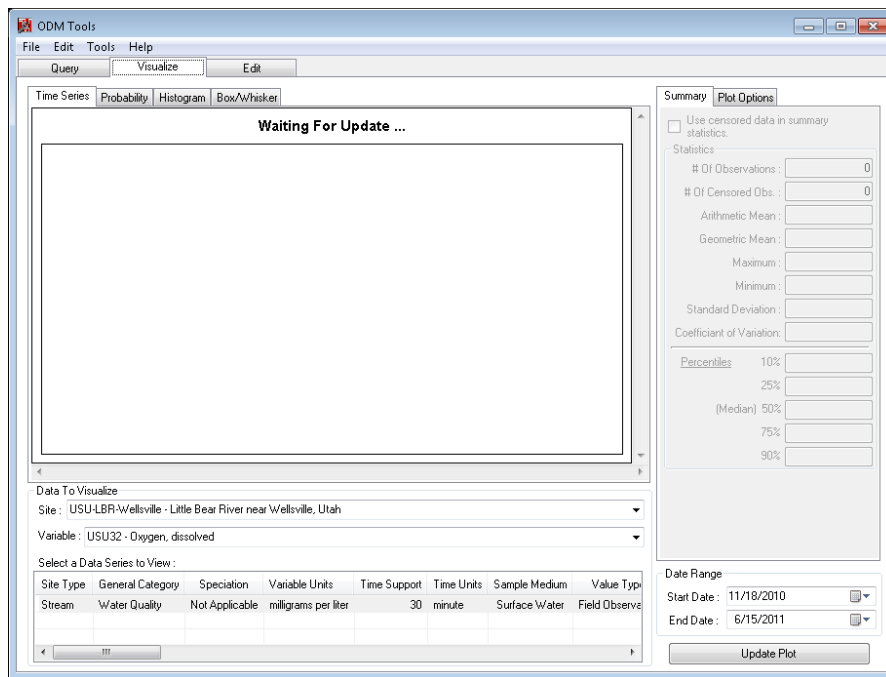 ODM Tools
File Edit Tools Help
Query Visualize Edit
Time Series Probability Histogram Box/Whisker
Waiting For Update ...
Summary Plot Options
Use censored data in summary
statistics.
Statistics
# Of Observations : 0
# Of Censored Obs. : 0
Arithmetic Mean :
Geometric Mean :
Maximum :
Minimum :
Standard Deviation :
Coefficiant of Variation:
Percentiles 10%
25%
(Median) 50%
75%
90%
Data To Visualize
Site : USU-LBR-Wellsville - Little Bear River near Wellsville, Utah
Variable : USU32 - Oxygen, dissolved
Select a Data Series to View :
Site Type General Category Speciation Variable Units Time Support Time Units Sample Medium Value Typ
Stream Water Quality Not Applicable milligrams per liter 30 minute Surface Water Field Observa
Date Range
Start Date : 11/18/2010
End Date : 6/15/2011
Update Plot